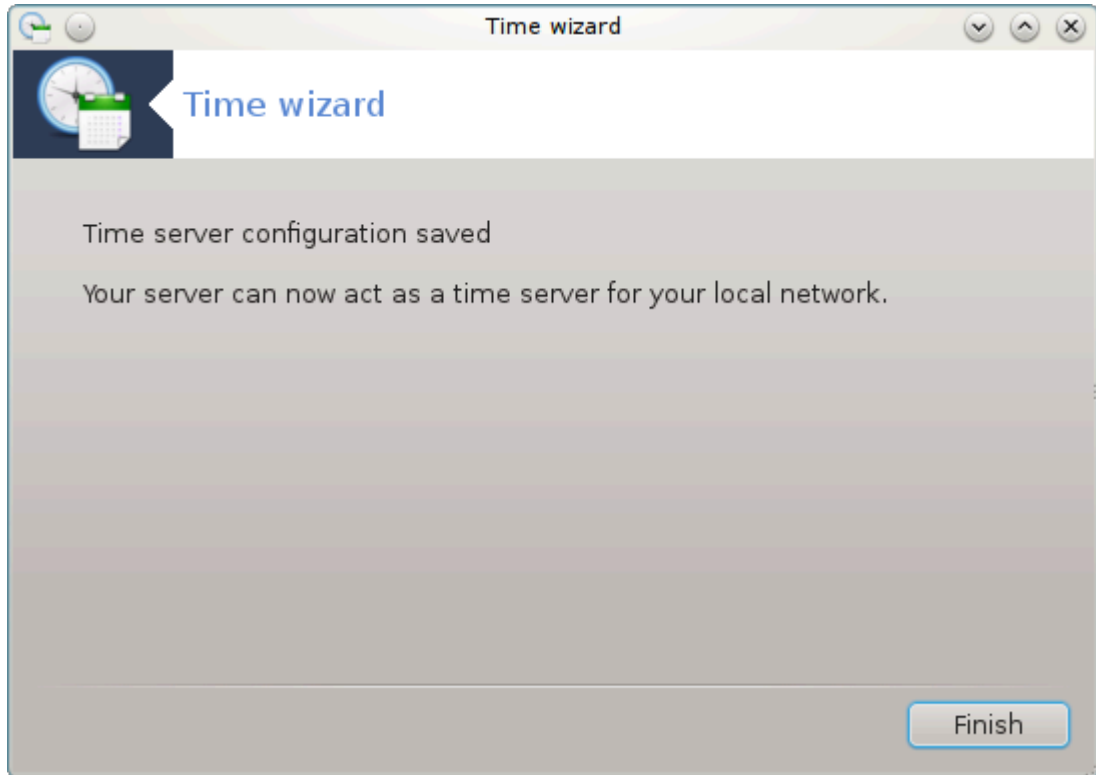 Time wizard
Time wizard
Time server configuration saved
Your server can now act as a time server for your local network.
Finish